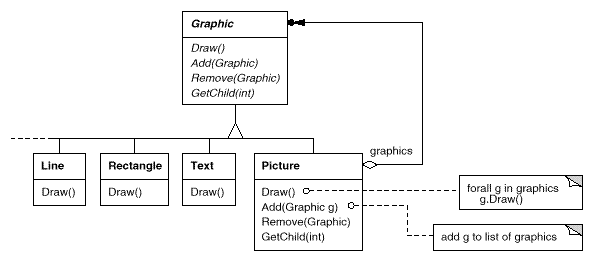 Graphic
Draw()
Add(Graphic)
Remove(Graphic)
GetChild(int)
graphics
Line
Draw()
Rectangle
Draw()
Text
Draw()
Picture
Draw()
Add(Graphic g)
Remove(Graphic)
GetChild(int)
forall g in graphics
g.Draw()
add g to list of graphics